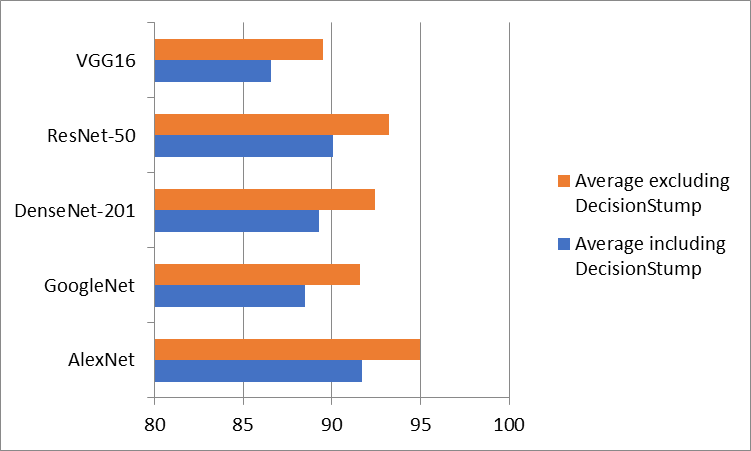 VGG16
ResNet-50
DenseNet-201
GoogleNet
AlexNet
80 85 90 95 100
Average excluding
DecisionStump
Average including
DecisionStump